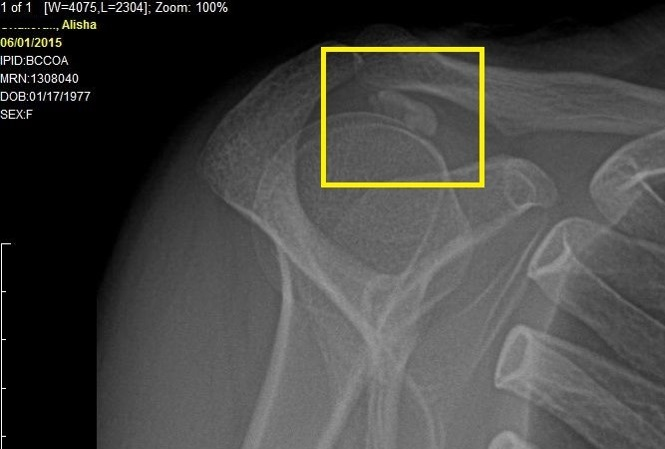 1 of 1 [W=4075,L=2304]; Zoom: 100%
Alisha
06/01/2015
IPID:BCCOA
MRN:1308040
DOB:01/17/1977
SEX:F